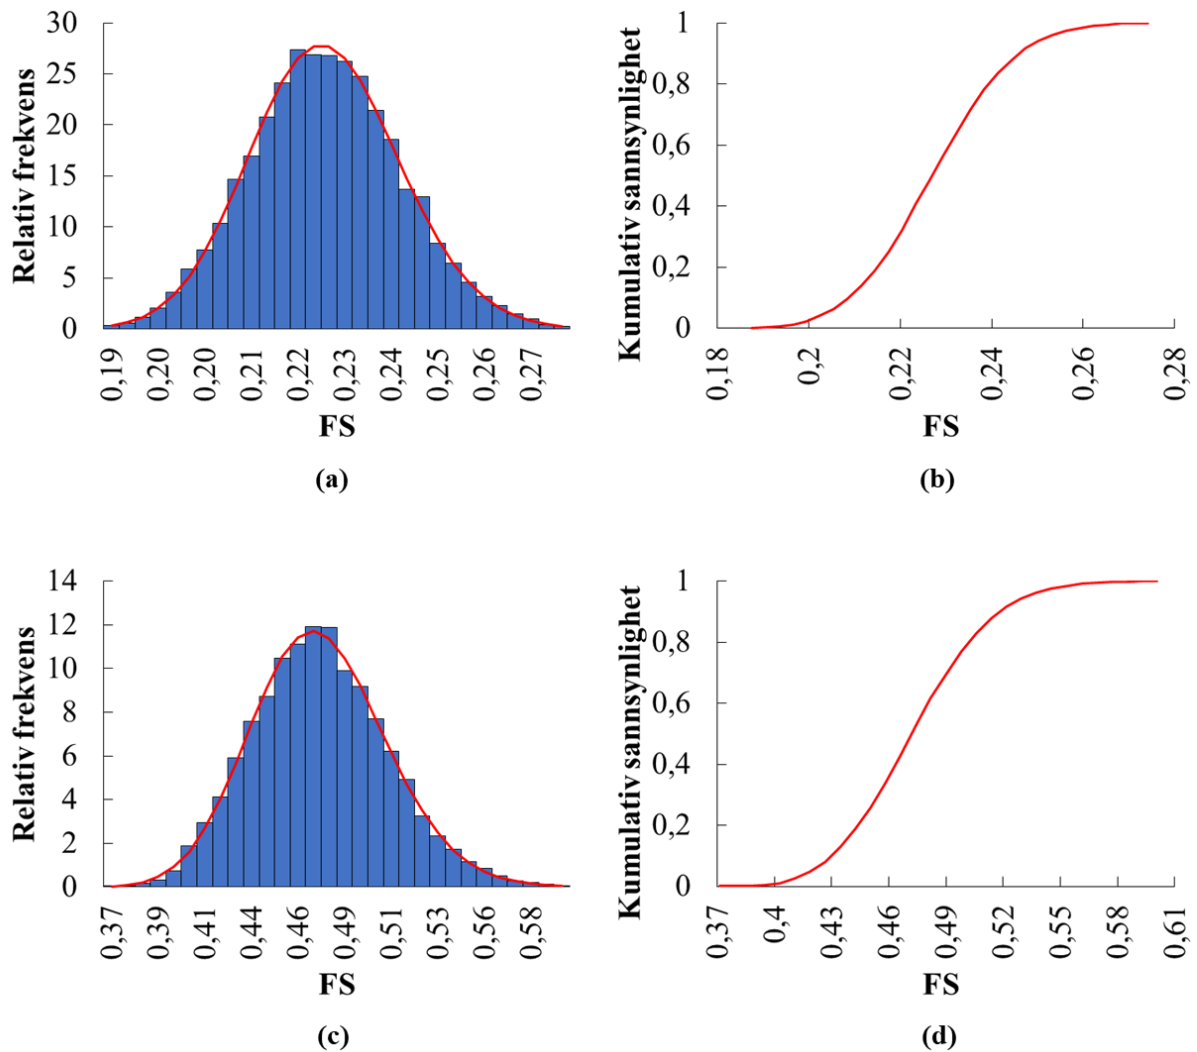 Relativ frekvens
30
25
20
15
10
5
0
0,19 0,20 0,20 0,21 0,22 0,23 0,24 0,25 0,26 0,27
FS
(a)
Kumulativ sannsynlighet
1
0,8
0,6
0,4
0,2
0
0,18 0,2 0,22 0,24 0,26 0,28
FS
(b)
Relativ frekvens
14
12
10
8
6
4
2
0
0,37 0,39 0,41 0,44 0,46 0,49 0,51 0,53 0,56 0,58
FS
(c)
Kumulativ sannsynlighet
1
0,8
0,6
0,4
0,2
0
0,37 0,4 0,43 0,46 0,49 0,52 0,55 0,58 0,61
FS
(d)